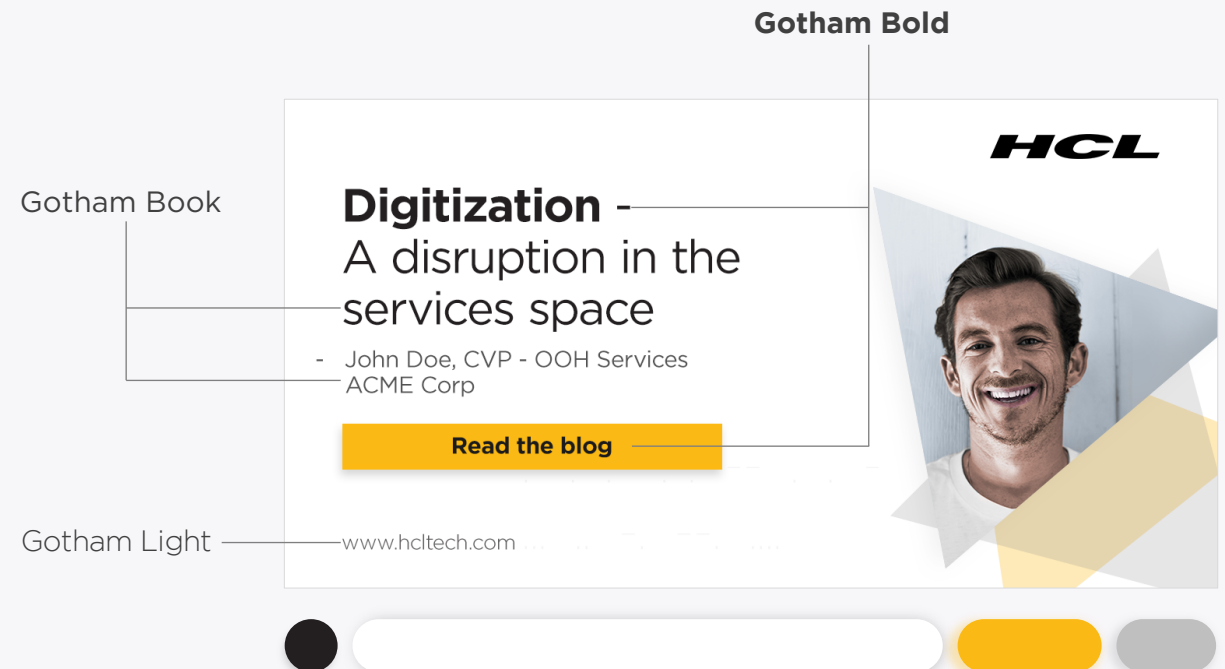 Gotham Bold
HCL
Gotham Book
Digitization -
A disruption in the
services space
- John Doe, CVP - OOH Services
ACME Corp
Read the blog
Gotham Light
www.hcltech.com